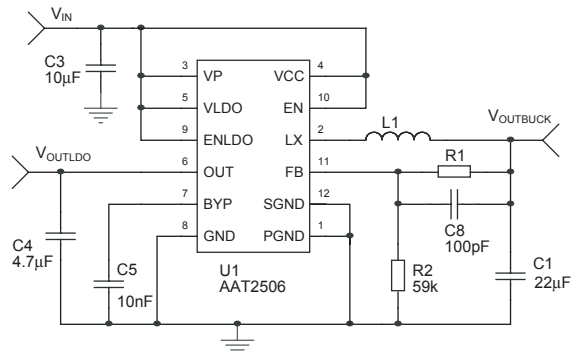 VIN
C3
10µF
3
VP
VCC
4
5
VLDO
EN
10
9
ENLDO
LX
2
L1
VOUTBUCK
VOUTLDO
6
OUT
FB
11
R1
7
BYP
SGND
12
C8
100pF
8
GND
PGND
1
C4
4.7µF
C5
10nF
U1
AAT2506
R2
59k
C1
22µF